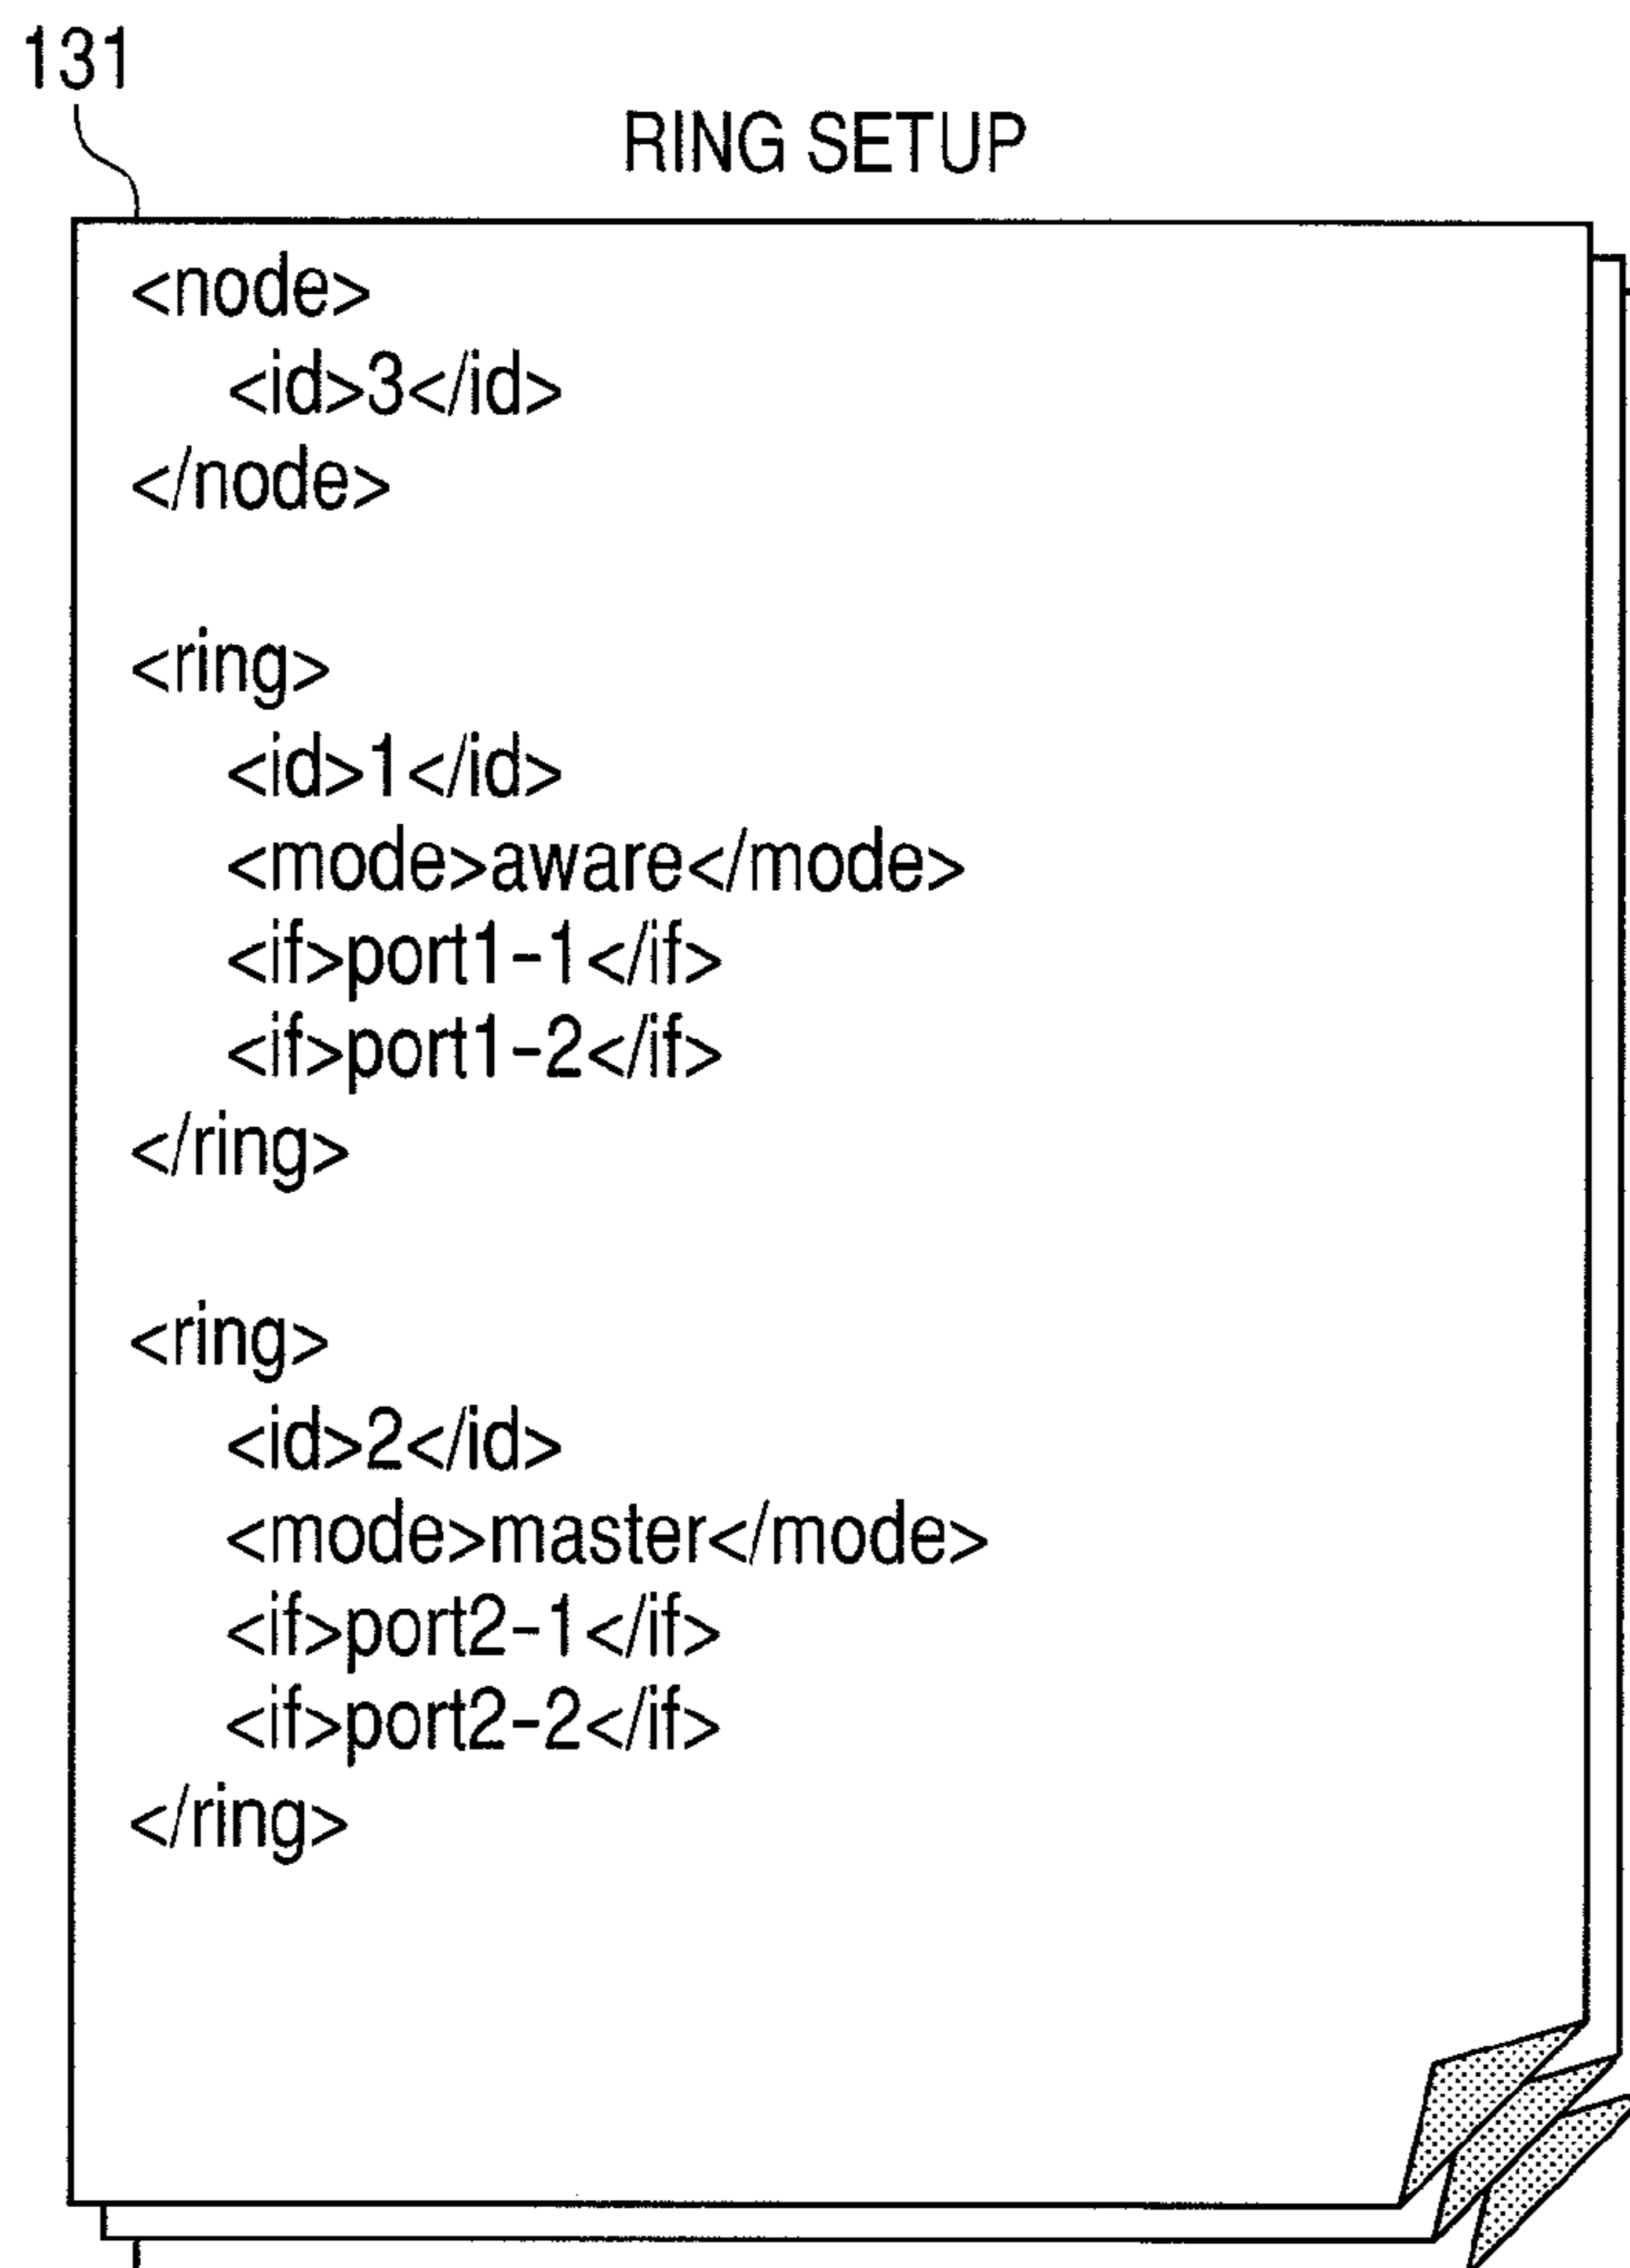 131
RING SETUP
<node>
<id>3</id>
</node>
<ring>
<id>1</id>
<mode>aware</mode>
<if>port1-1</if>
<if>port1-2</if>
</ring>
<ring>
<id>2</id>
<mode>master</mode>
<if>port2-1</if>
<if>port2-2</if>
</ring>